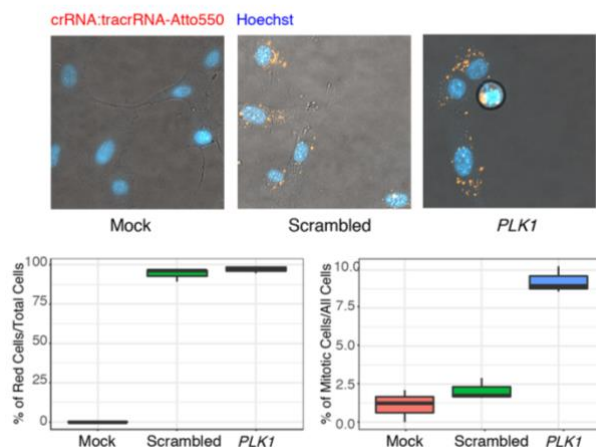 crRNA:tracrRNA-Atto550 Hoechst
Mock Scrambled PLK1
% of Red Cells/Total Cells
100
75
50
25
0
Mock Scrambled PLK1
% of Mitotic Cells/All Cells
10.0
7.5
5.0
2.5
0.0
Mock Scrambled PLK1